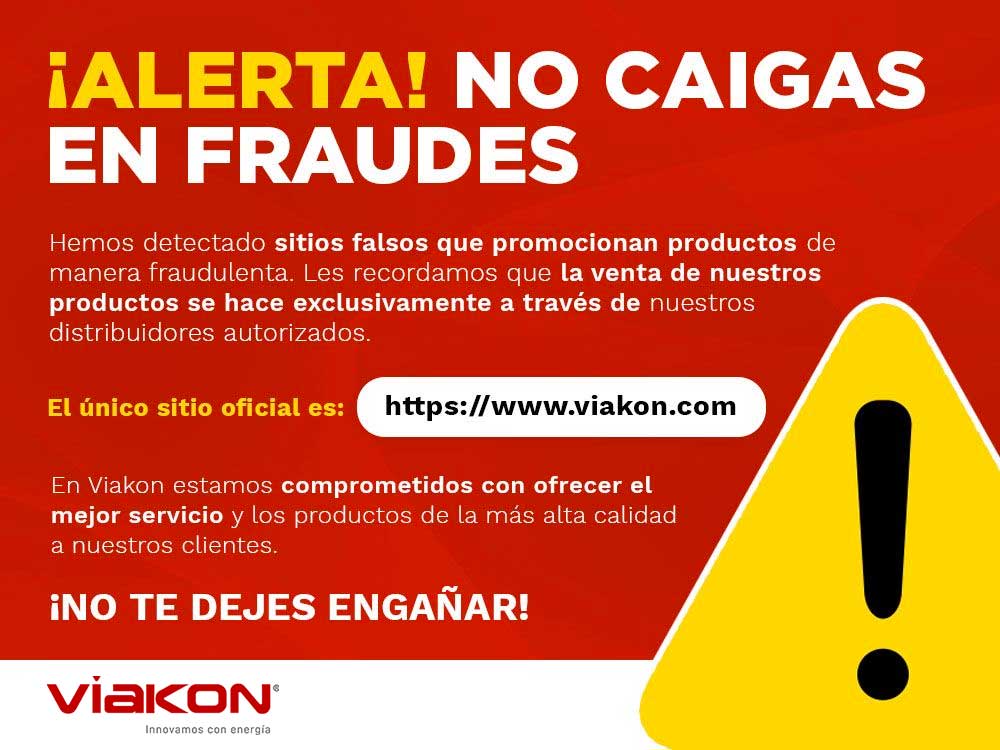 ¡ALERTA! NO CAIGAS
EN FRAUDES
Hemos detectado sitios falsos que promocionan productos de
manera fraudulenta. Les recordamos que la venta de nuestros
productos se hace exclusivamente a través de nuestros
distribuidores autorizados.
El único sitio oficial es: https://www.viakon.com
En Viakon estamos comprometidos con ofrecer el
mejor servicio y los productos de la más alta calidad
a nuestros clientes.
¡NO TE DEJES ENGAÑAR!
VIAKON®
Innovamos con energía